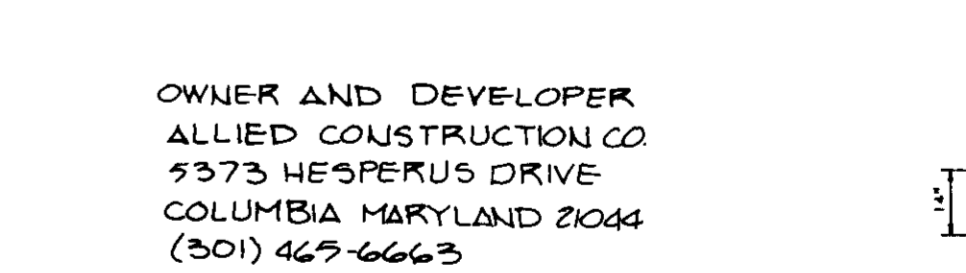 OWNER AND DEVELOPER
ALLIED CONSTRUCTION CO.
5373 HESPERUS DRIVE
COLUMBIA MARYLAND 21044
(301) 465-6663